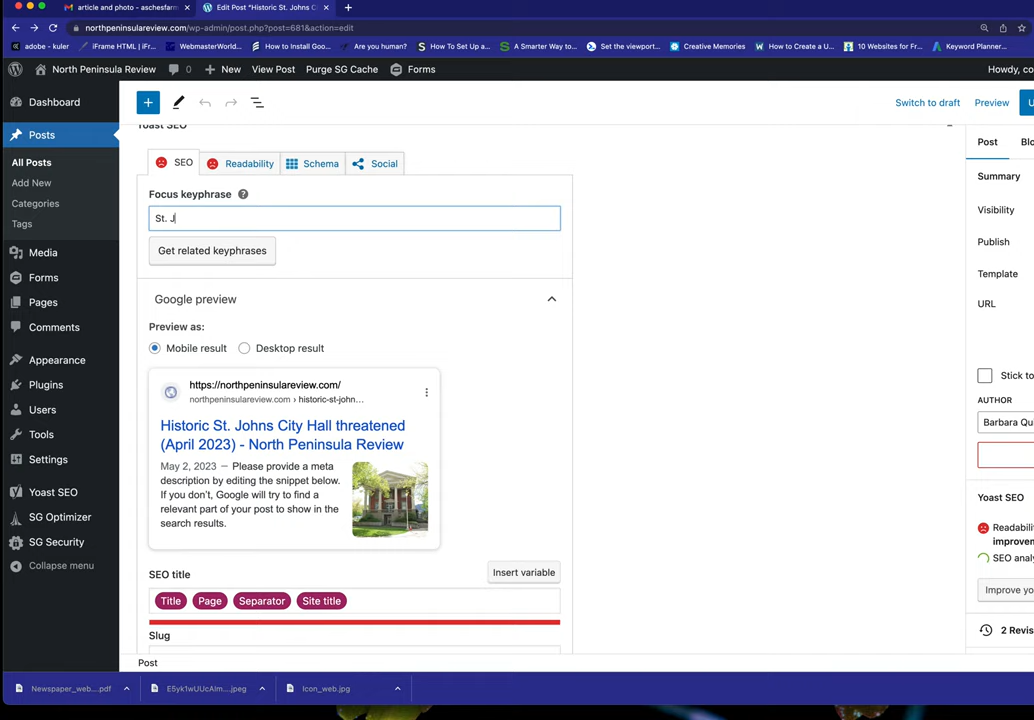 article and photo - aschesfarm
Edit Post "Historic St. Johns C
northpeninsulareview.com/wp-admin/post.php?post=681&action=edit
adobe - kuler
iFrame HTML | iFr...
WebmasterWorld...
How to Install Goo...
Are you human?
How To Set Up a...
A Smarter Way to...
Set the viewport...
Creative Memories
How to Create a U...
10 Websites for Fr...
Keyword Planner...
North Peninsula Review
0
New
View Post
Purge SG Cache
Forms
Howdy, co
Dashboard
Posts
All Posts
Add New
Categories
Tags
Media
Forms
Pages
Comments
Appearance
Plugins
Users
Tools
Settings
Yoast SEO
SG Optimizer
SG Security
Collapse menu
Switch to draft
Preview
U
Yoast SEO
SEO
Readability
Schema
Social
Focus keyphrase
St. J
Get related keyphrases
Google preview
Preview as:
Mobile result
Desktop result
https://northpeninsulareview.com/
northpeninsulareview.com › historic-st-john...
Historic St. Johns City Hall threatened
(April 2023) - North Peninsula Review
May 2, 2023 – Please provide a meta
description by editing the snippet below.
If you don't, Google will try to find a
relevant part of your post to show in the
search results.
SEO title
Insert variable
Title
Page
Separator
Site title
Slug
Post
Post
Blo
Summary
Visibility
Publish
Template
URL
Stick to
AUTHOR
Barbara Qui
Yoast SEO
Readabili
improvem
SEO analy
Improve yo
2 Revis
Newspaper_web....pdf
E5yk1wUUcAIm....jpeg
Icon_web.jpg